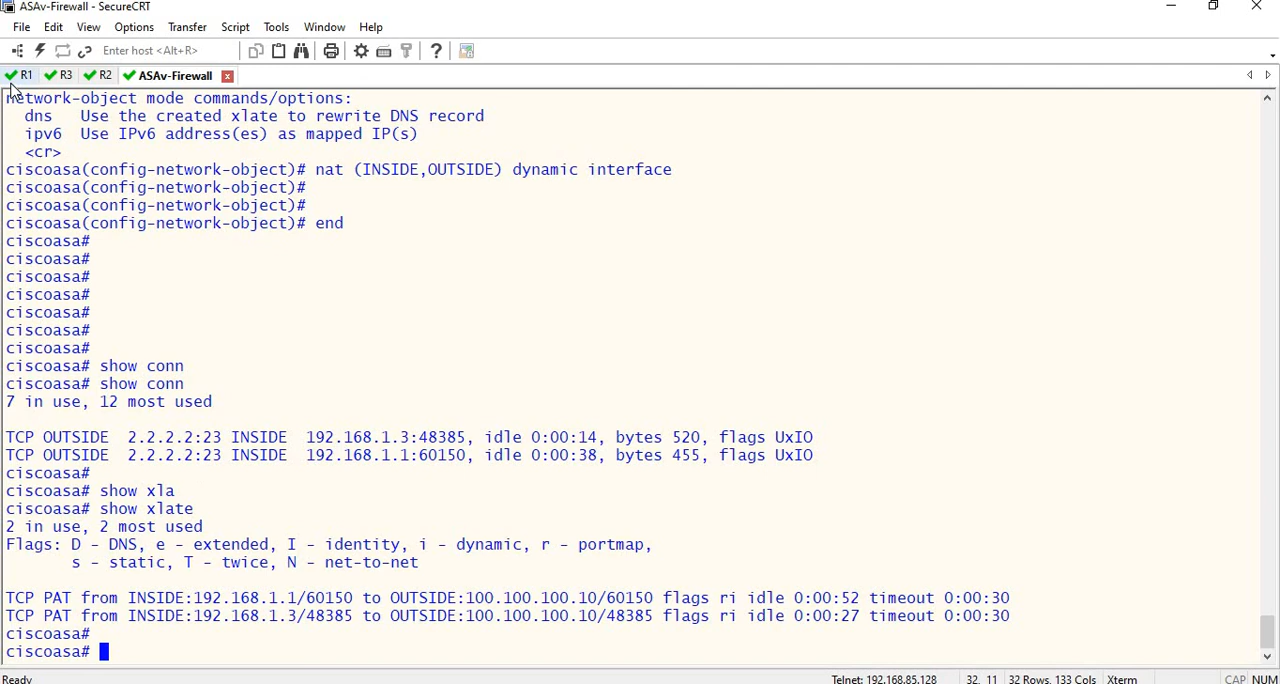 ASAv-Firewall - SecureCRT
File Edit View Options Transfer Script Tools Window Help
Enter host <Alt+R>
R1 R3 R2 ASAv-Firewall
network-object mode commands/options:
dns Use the created xlate to rewrite DNS record
ipv6 Use IPv6 address(es) as mapped IP(s)
<cr>
ciscoasa(config-network-object)# nat (INSIDE,OUTSIDE) dynamic interface
ciscoasa(config-network-object)#
ciscoasa(config-network-object)#
ciscoasa(config-network-object)# end
ciscoasa#
ciscoasa#
ciscoasa#
ciscoasa#
ciscoasa#
ciscoasa#
ciscoasa#
ciscoasa# show conn
ciscoasa# show conn
7 in use, 12 most used
TCP OUTSIDE 2.2.2.2:23 INSIDE 192.168.1.3:48385, idle 0:00:14, bytes 520, flags UxIO
TCP OUTSIDE 2.2.2.2:23 INSIDE 192.168.1.1:60150, idle 0:00:38, bytes 455, flags UxIO
ciscoasa#
ciscoasa# show xla
ciscoasa# show xlate
2 in use, 2 most used
Flags: D - DNS, e - extended, I - identity, i - dynamic, r - portmap,
s - static, T - twice, N - net-to-net
TCP PAT from INSIDE:192.168.1.1/60150 to OUTSIDE:100.100.100.10/60150 flags ri idle 0:00:52 timeout 0:00:30
TCP PAT from INSIDE:192.168.1.3/48385 to OUTSIDE:100.100.100.10/48385 flags ri idle 0:00:27 timeout 0:00:30
ciscoasa#
ciscoasa#
Ready Telnet: 192.168.85.128 32, 11 32 Rows, 133 Cols Xterm CAP NUM